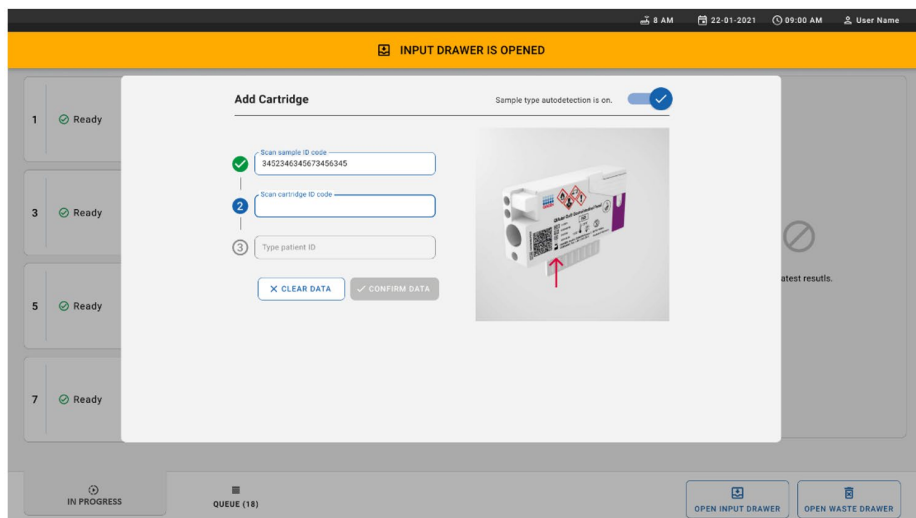 8 AM
22-01-2021
09:00 AM
User Name
INPUT DRAWER IS OPENED
Add Cartridge
Sample type autodetection is on.
1
Ready
Scan sample ID code
3452346345673456345
Scan cartridge ID code
2
3
Ready
3
Type patient ID
CLEAR DATA
CONFIRM DATA
atest resutls.
5
Ready
7
Ready
IN PROGRESS
QUEUE (18)
OPEN INPUT DRAWER
OPEN WASTE DRAWER